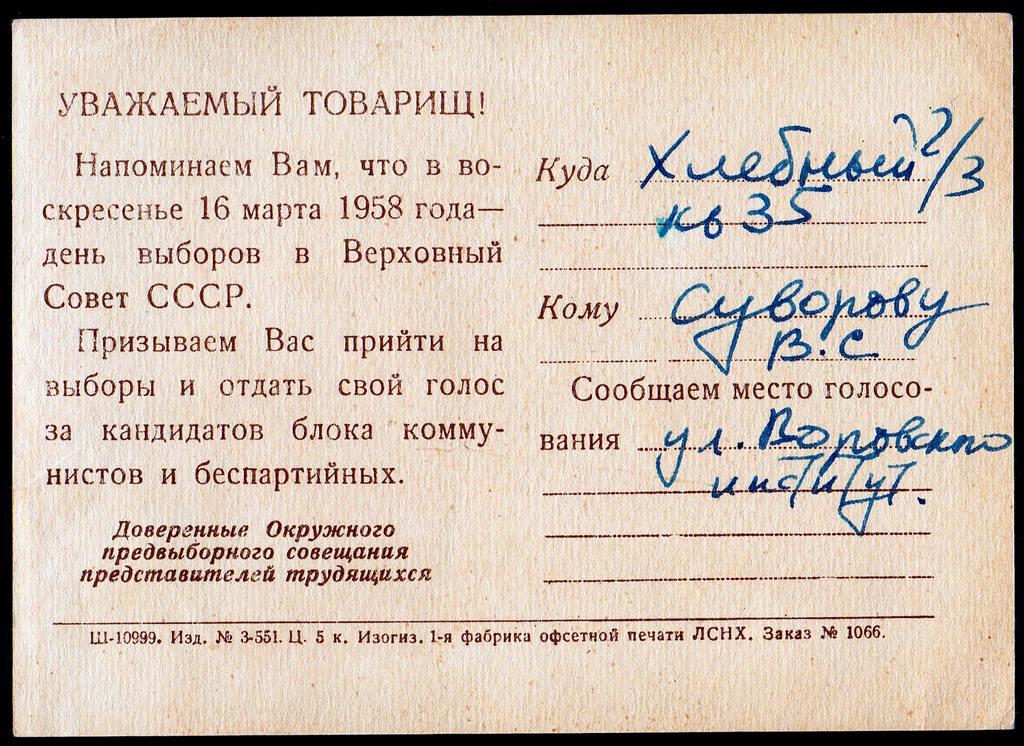 УВАЖАЕМЫЙ ТОВАРИЩ!
Напоминаем Вам, что в во-
скресенье 16 марта 1958 года—
день выборов в Верховный
Совет СССР.
Призываем Вас прийти на
выборы и отдать свой голос
за кандидатов блока комму-
нистов и беспартийных.
Доверенные Окружного
предвыборного совещания
представителей трудящихся
Куда Хлебный 2/3
кв 35
Кому Суворову
В.С
Сообщаем место голосо-
вания ул. Воровского
институт.
Ш-10999. Изд. № 3-551. Ц. 5 к. Изогиз. 1-я фабрика офсетной печати ЛСНХ. Заказ № 1066.